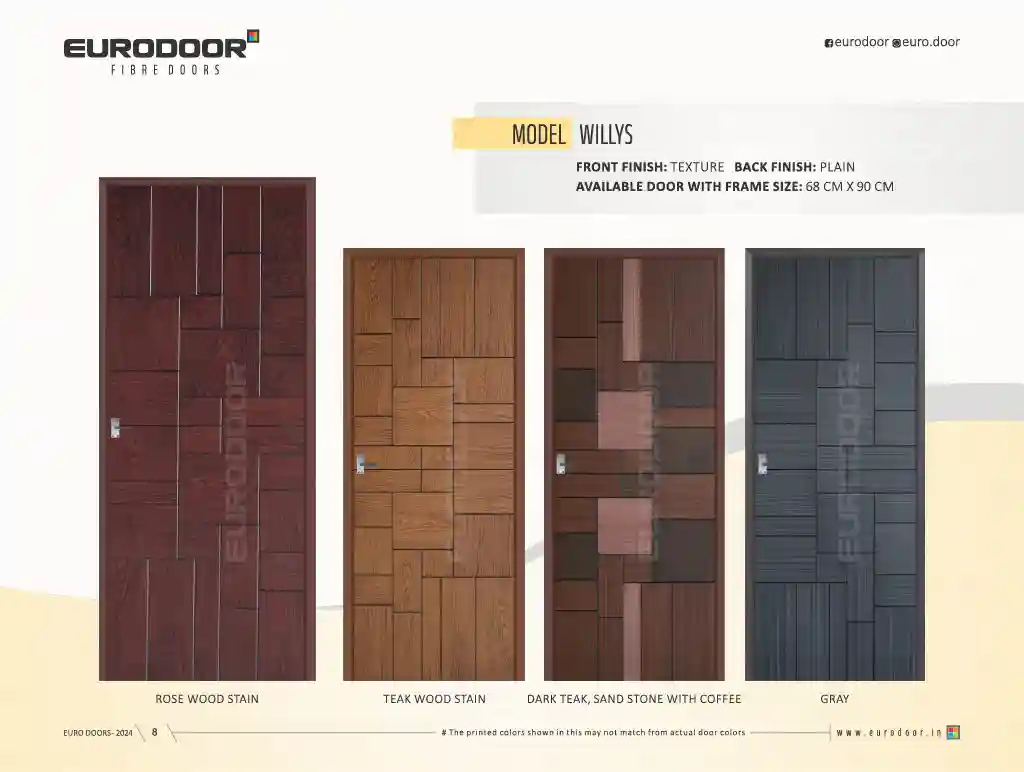 EURODOOR
FIBRE DOORS
eurodoor euro.door
MODEL WILLYS
FRONT FINISH: TEXTURE BACK FINISH: PLAIN
AVAILABLE DOOR WITH FRAME SIZE: 68 CM X 90 CM
EURODOOR
EURODOOR
EURODOOR
EURODOOR
ROSE WOOD STAIN
TEAK WOOD STAIN
DARK TEAK, SAND STONE WITH COFFEE
GRAY
EURO DOORS- 2024 8
# The printed colors shown in this may not match from actual door colors
www.eurodoor.in